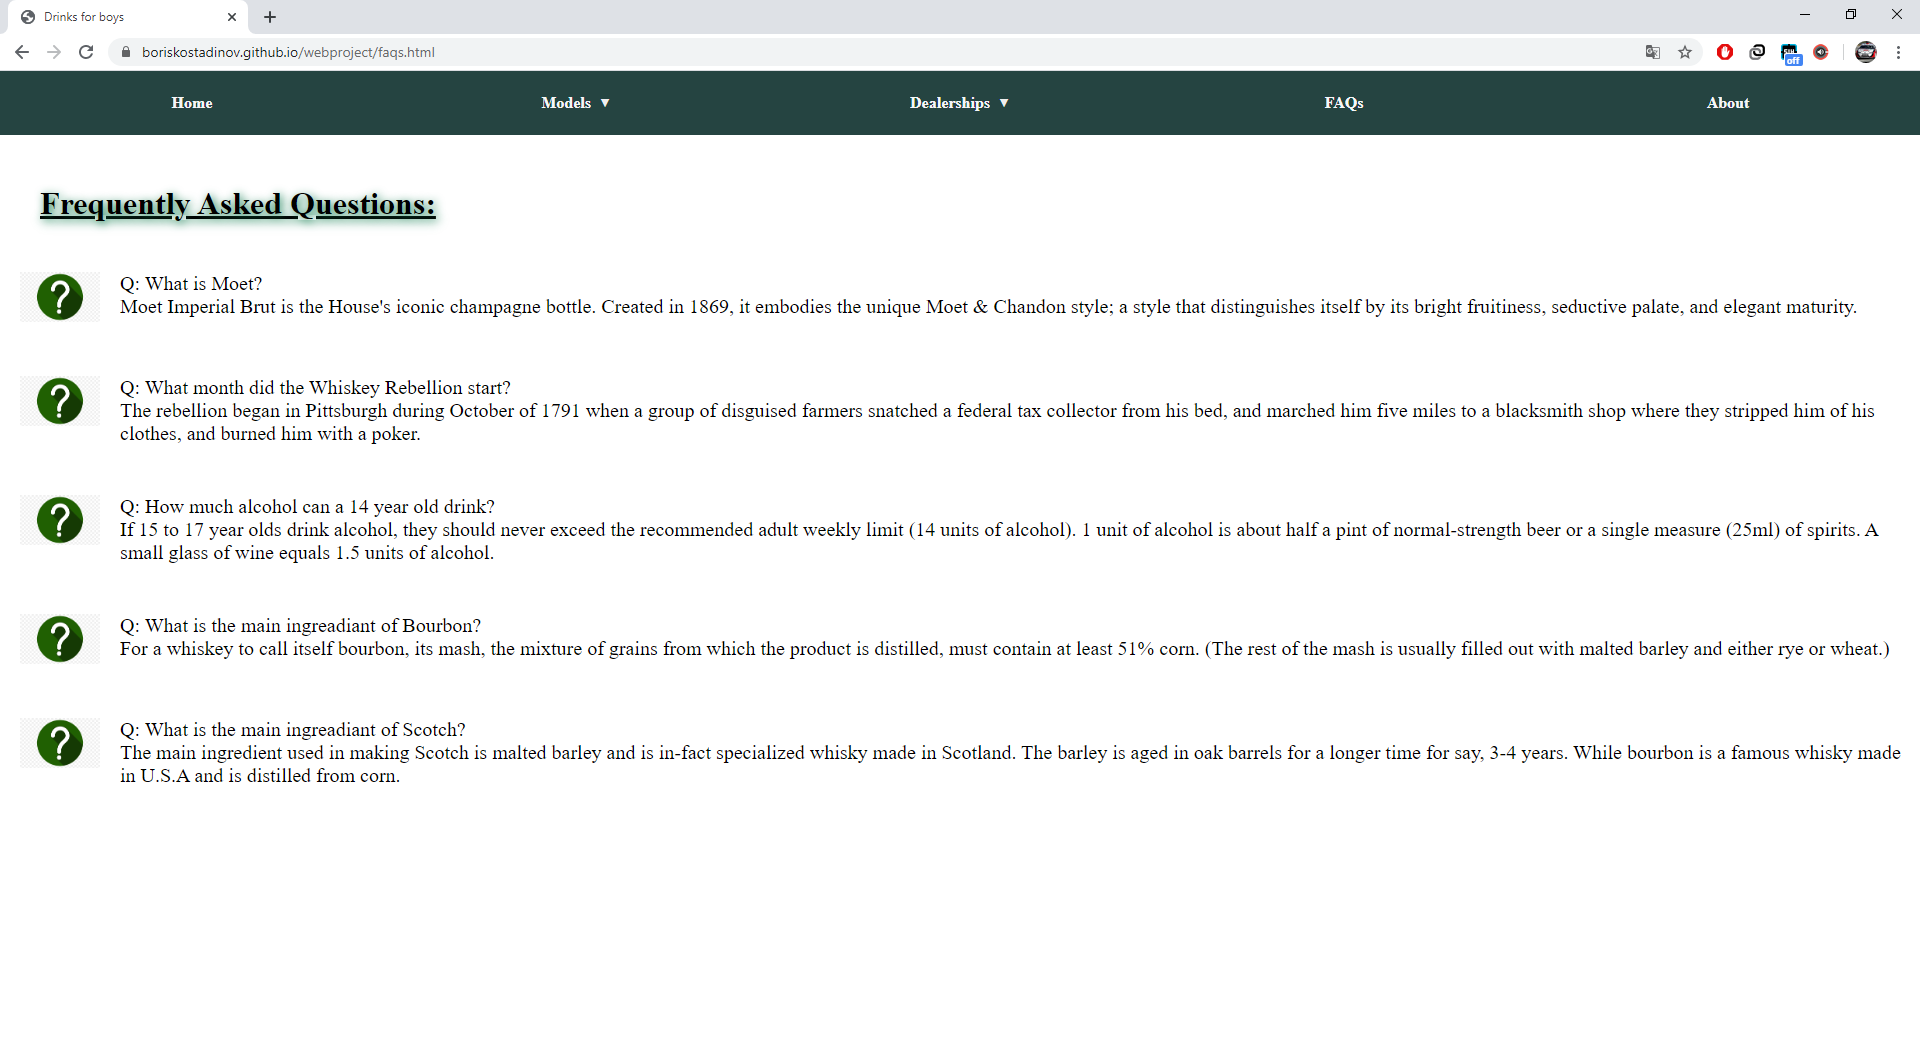 Drinks for boys
boriskostadinov.github.io/webproject/faqs.html
off
Home
Models ▼
Dealerships ▼
FAQs
About
Frequently Asked Questions:
Q: What is Moet?
Moet Imperial Brut is the House's iconic champagne bottle. Created in 1869, it embodies the unique Moet & Chandon style; a style that distinguishes itself by its bright fruitiness, seductive palate, and elegant maturity.
Q: What month did the Whiskey Rebellion start?
The rebellion began in Pittsburgh during October of 1791 when a group of disguised farmers snatched a federal tax collector from his bed, and marched him five miles to a blacksmith shop where they stripped him of his
clothes, and burned him with a poker.
Q: How much alcohol can a 14 year old drink?
If 15 to 17 year olds drink alcohol, they should never exceed the recommended adult weekly limit (14 units of alcohol). 1 unit of alcohol is about half a pint of normal-strength beer or a single measure (25ml) of spirits. A
small glass of wine equals 1.5 units of alcohol.
Q: What is the main ingreadiant of Bourbon?
For a whiskey to call itself bourbon, its mash, the mixture of grains from which the product is distilled, must contain at least 51% corn. (The rest of the mash is usually filled out with malted barley and either rye or wheat.)
Q: What is the main ingreadiant of Scotch?
The main ingredient used in making Scotch is malted barley and is in-fact specialized whisky made in Scotland. The barley is aged in oak barrels for a longer time for say, 3-4 years. While bourbon is a famous whisky made
in U.S.A and is distilled from corn.